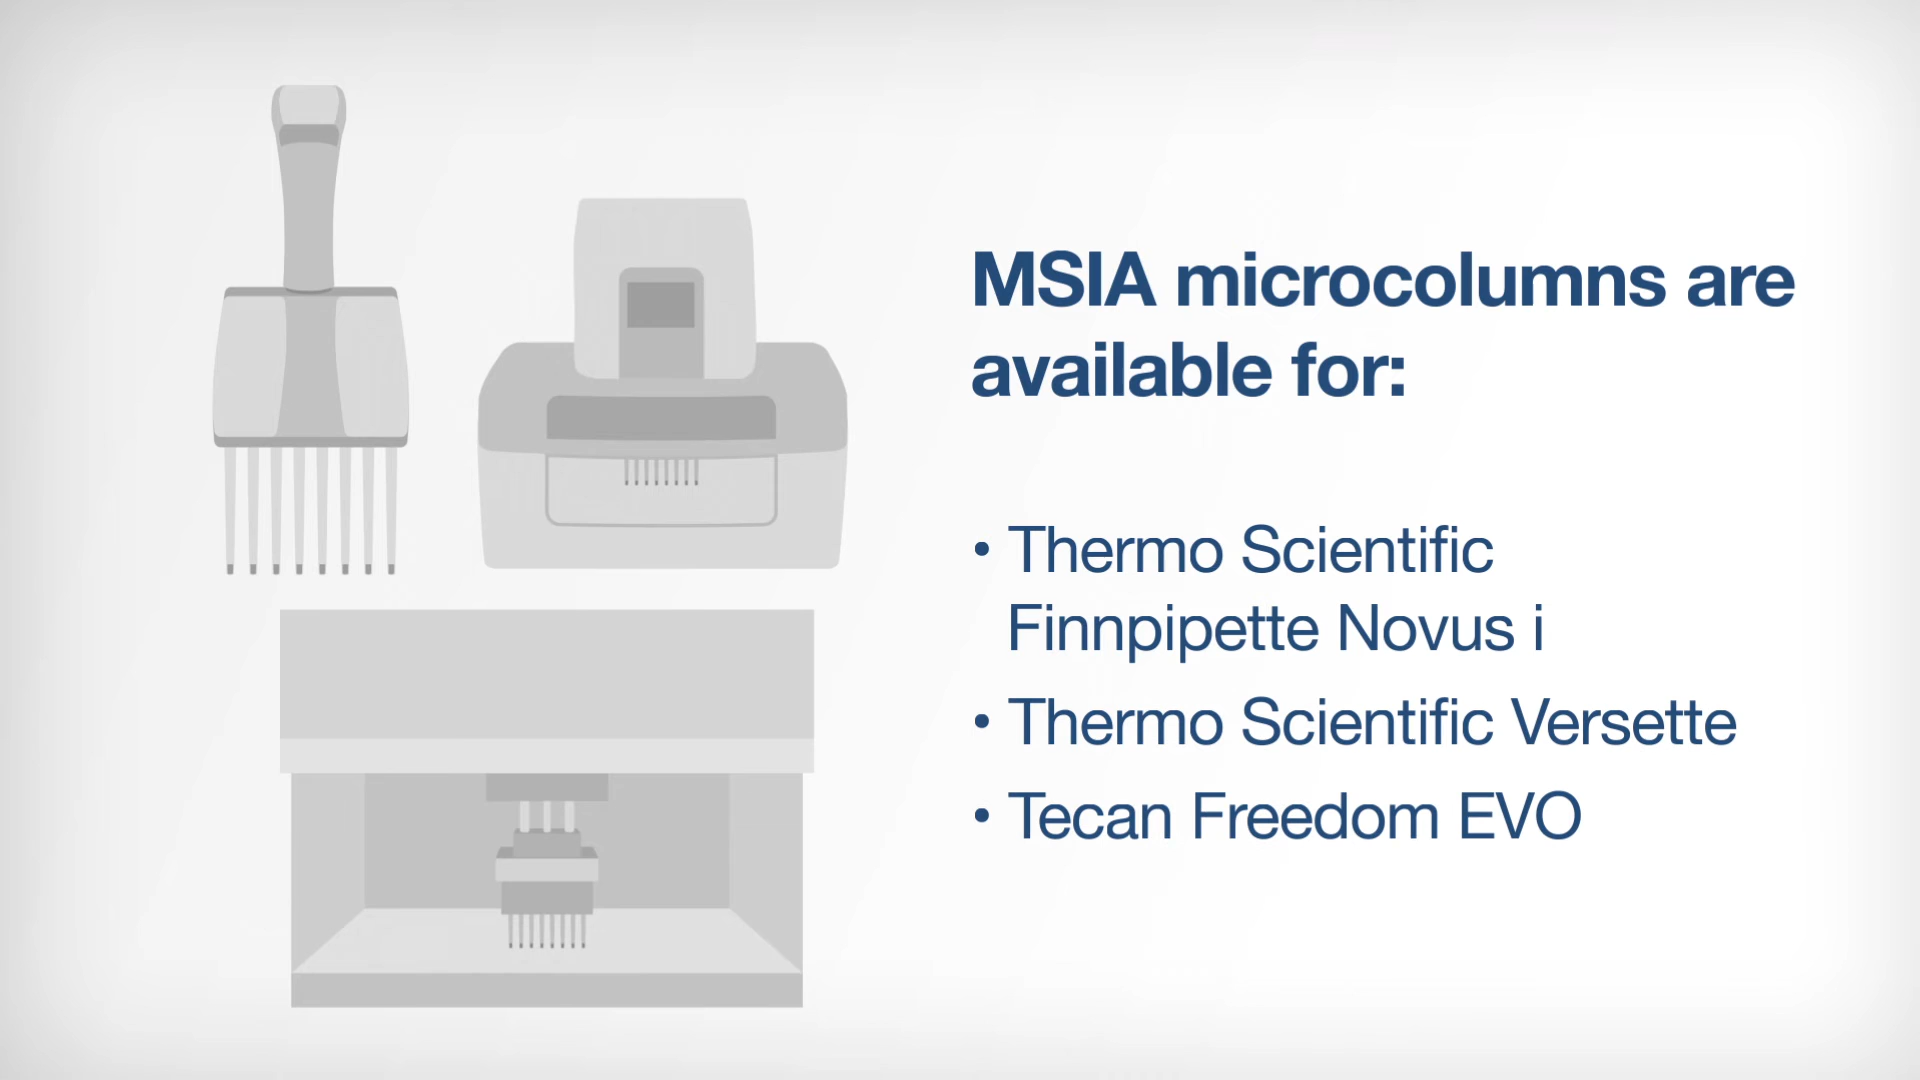 MSIA microcolumns are
available for:
• Thermo Scientific
Finnpipette Novus i
• Thermo Scientific Versette
• Tecan Freedom EVO